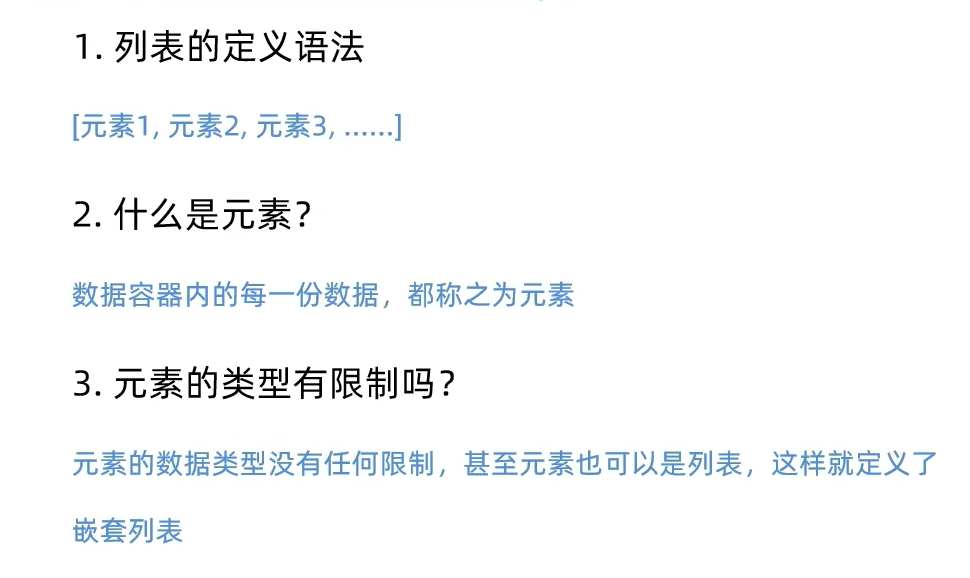 1. 列表的定义语法
[元素1, 元素2, 元素3, ......]
2. 什么是元素？
数据容器内的每一份数据，都称之为元素
3. 元素的类型有限制吗？
元素的数据类型没有任何限制，甚至元素也可以是列表，这样就定义了
嵌套列表